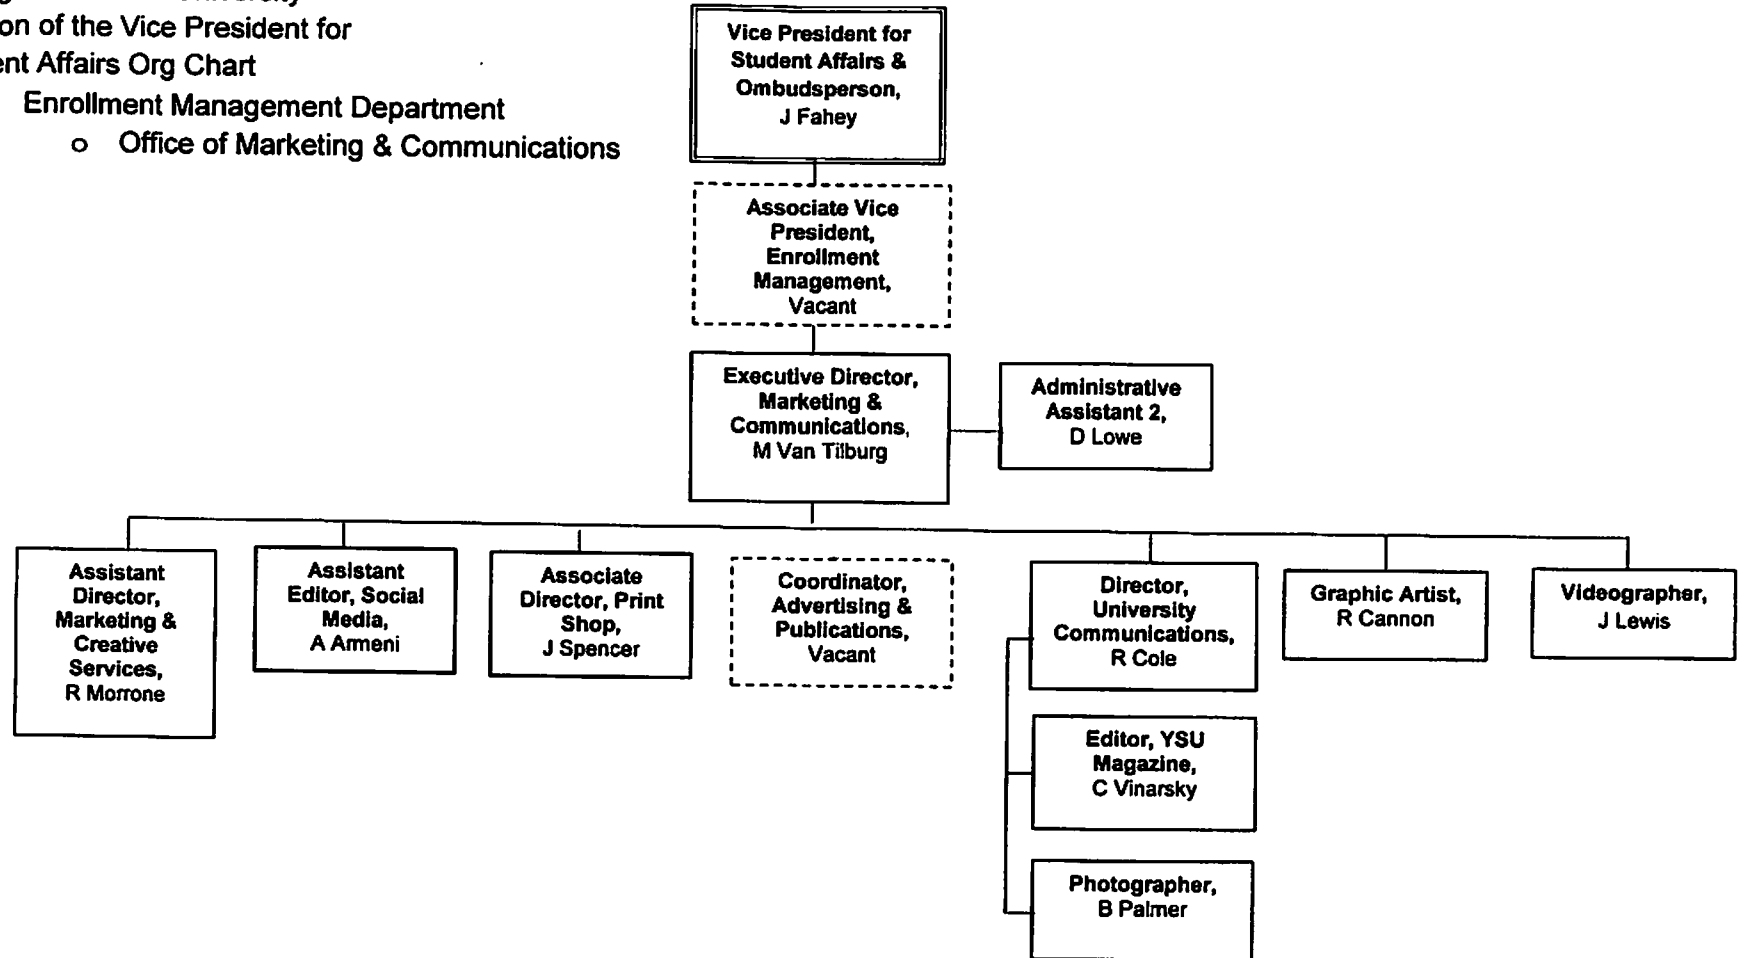 of the Vice President for
Affairs Org Chart
Enrollment Management Department
o Office of Marketing & Communications
Vice President for
Student Affairs &
Ombudsperson,
J Fahey
Associate Vice
President,
Enrollment
Management,
Vacant
Executive Director,
Marketing &
Communications,
M Van Tilburg
Administrative
Assistant 2,
D Lowe
Assistant
Director,
Marketing &
Creative
Services,
R Morrone
Assistant
Editor, Social
Media,
A Armeni
Associate
Director, Print
Shop,
J Spencer
Coordinator,
Advertising &
Publications,
Vacant
Director,
University
Communications,
R Cole
Graphic Artist,
R Cannon
Videographer,
J Lewis
Editor, YSU
Magazine,
C Vinarsky
Photographer,
B Palmer